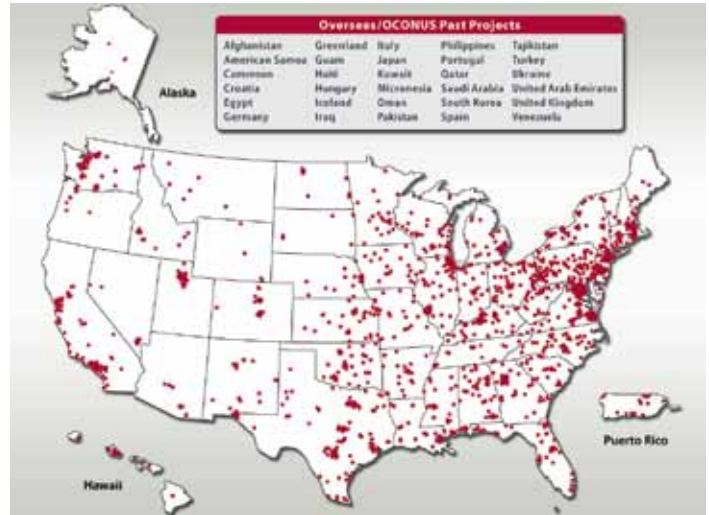 Oversees/OCONUS Past Projects
Afghanistan Greenland Italy Philippines Tajikistan
American Samoa Guam Japan Portugal Turkey
Cameroon Haiti Kuwait Qatar Ukraine
Croatia Hungary Micronesia Saudi Arabia United Arab Emirates
Egypt Iceland Oman South Korea United Kingdom
Germany Iraq Pakistan Spain Venezuela
Alaska
Puerto Rico
Hawaii